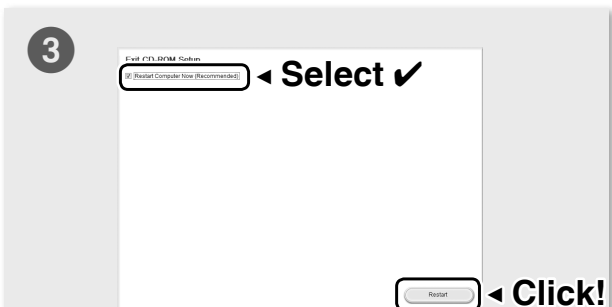 3
Exit CD-ROM Setup
Restart Computer Now (Recommended)
◄ Select ✔
Restart
◄ Click!